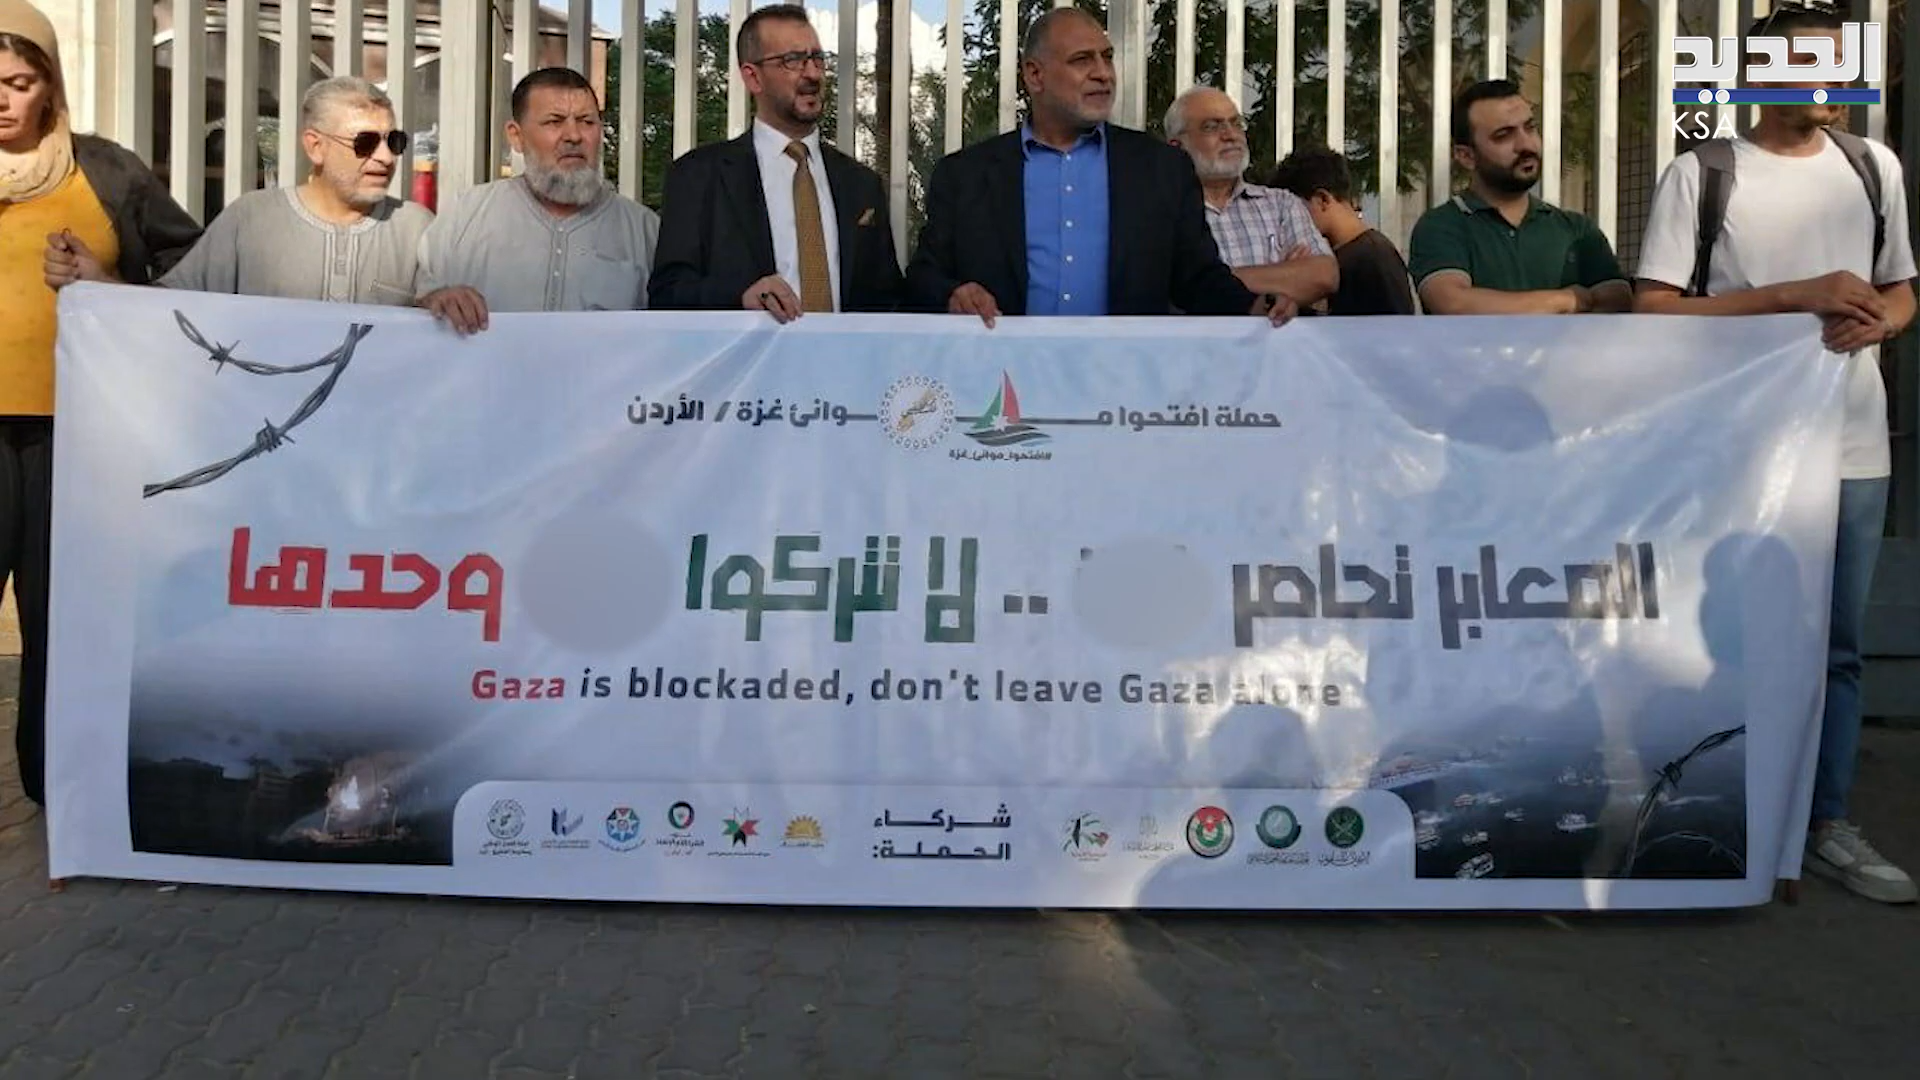 الجديد
KSA
حملة افتحوا مـــوانئ غزة / الأردن
#افتحوا_موانئ_غزة
المعابر تحاصر .. لا تتركوا وحدها
Gaza is blockaded, don't leave Gaza alone
شركاء
الحملة: